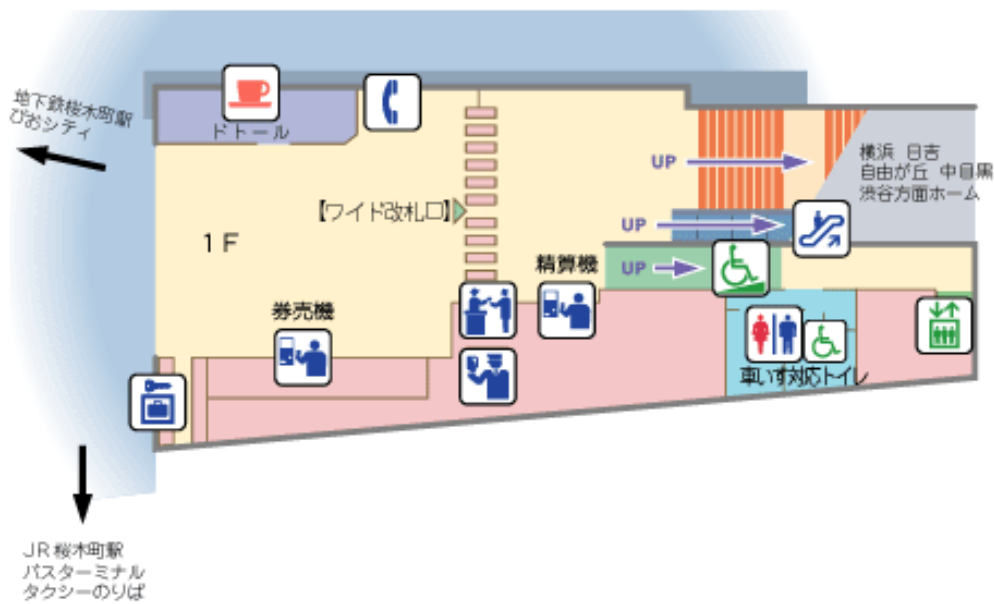 地下鉄桜木町駅
ぴおシティ
ドトール
横浜 日吉
自由が丘 中目黒
渋谷方面ホーム
UP
【ワイド改札口】
UP
1F
精算機
UP
券売機
車いす対応トイレ
JR桜木町駅
バスターミナル
タクシーのりば